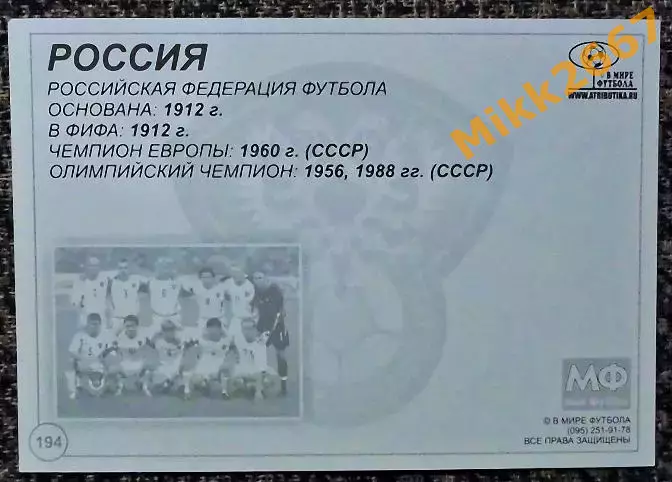 РОССИЯ
РОССИЙСКАЯ ФЕДЕРАЦИЯ ФУТБОЛА
ОСНОВАНА: 1912 г.
В ФИФА: 1912 г.
ЧЕМПИОН ЕВРОПЫ: 1960 г. (СССР)
ОЛИМПИЙСКИЙ ЧЕМПИОН: 1956, 1988 гг. (СССР)
В МИРЕ
ФУТБОЛА
WWW.ATRIBUTIKA.RU
Mikk2667
МФ
© В МИРЕ ФУТБОЛА
(095) 251-91-78
ВСЕ ПРАВА ЗАЩИЩЕНЫ
194